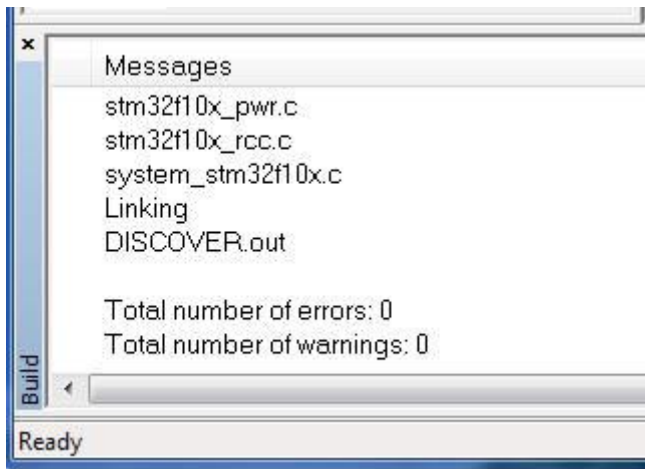 Messages
stm32f10x_pwr.c
stm32f10x_rcc.c
system_stm32f10x.c
Linking
DISCOVER.out
Total number of errors: 0
Total number of warnings: 0
Build
Ready